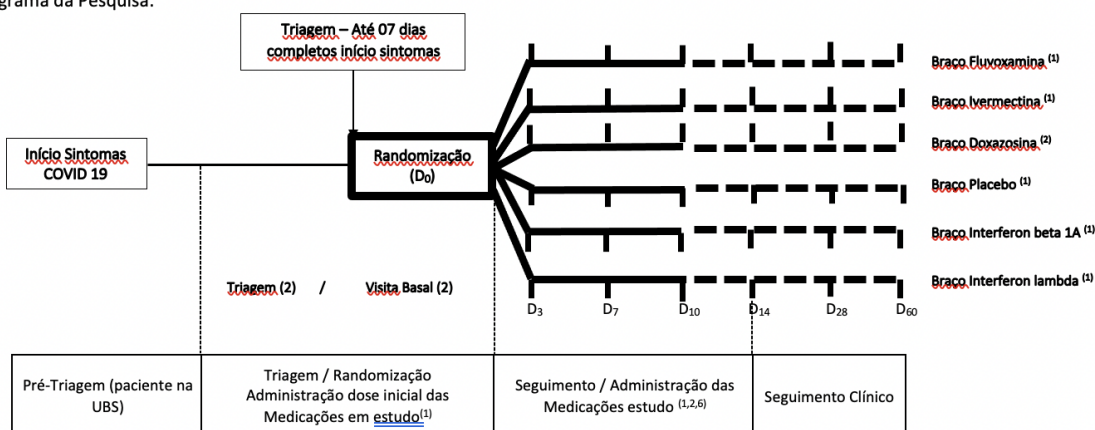 grama da Pesquisa:
Triagem – Até 07 dias
completos início sintomas
Início Sintomas
COVID 19
Randomização
(D0)
Braço Fluvoxamina (1)
Braço Ivermectina (1)
Braço Doxazosina (2)
Braço Placebo (1)
Braço Interferon beta 1A (1)
Braço Interferon lambda (1)
Triagem (2) / Visita Basal (2)
D3 D7 D10 D14 D28 D60
Pré-Triagem (paciente na
UBS)
Triagem / Randomização
Administração dose inicial das
Medicações em estudo(1)
Seguimento / Administração das
Medicações estudo (1,2,6)
Seguimento Clínico